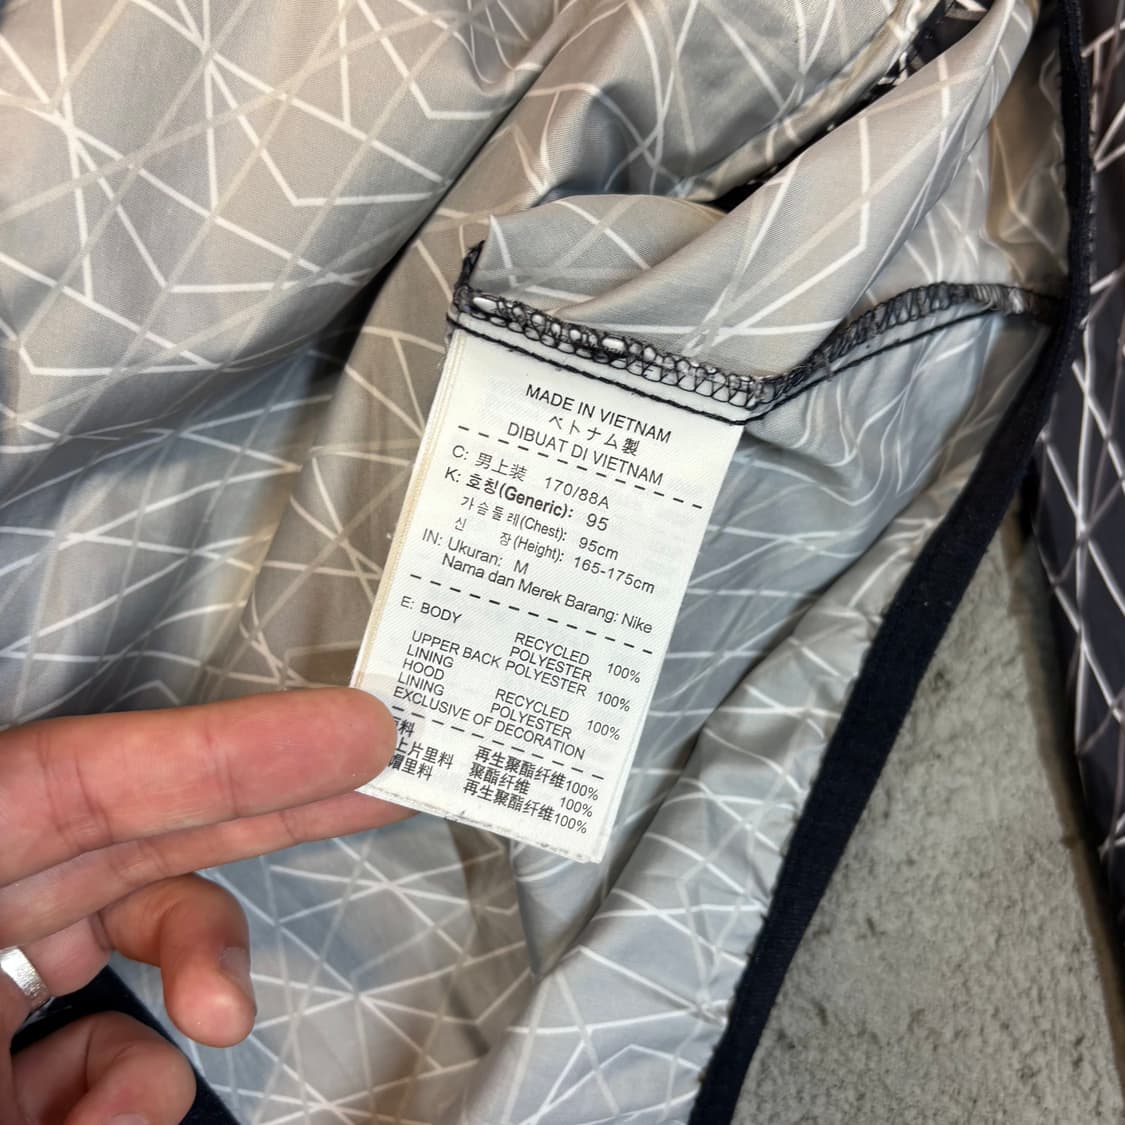 MADE IN VIETNAM
ベトナム製
DIBUAT DI VIETNAM
C: 男上装 170/88A
K: 호칭(Generic): 95
가슴둘레(Chest): 95cm
신 장(Height): 165-175cm
IN: Ukuran: M
Nama dan Merek Barang: Nike
E: BODY RECYCLED
POLYESTER 100%
UPPER BACK POLYESTER 100%
LINING
HOOD RECYCLED
LINING POLYESTER 100%
EXCLUSIVE OF DECORATION
料 再生聚酯纤维100%
上片里料 聚酯纤维 100%
帽里料 再生聚酯纤维100%